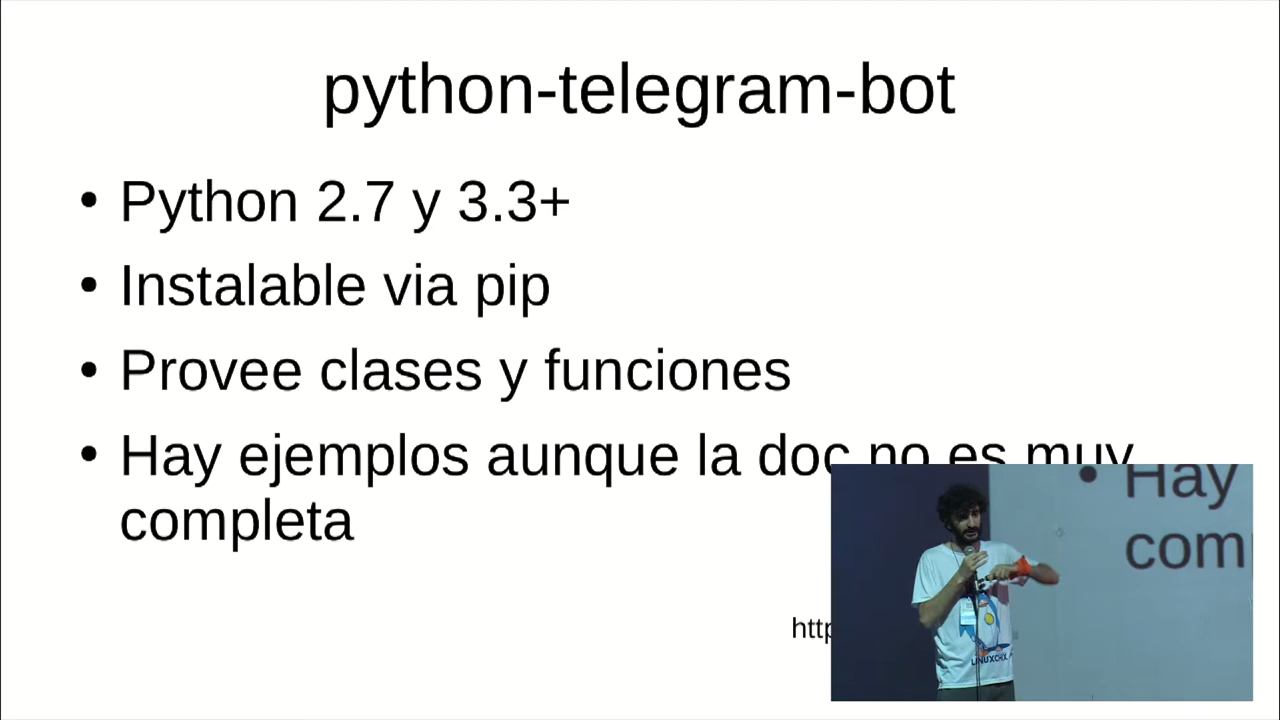 python-telegram-bot
• Python 2.7 y 3.3+
• Instalable via pip
• Provee clases y funciones
• Hay ejemplos aunque la doc no es muy
completa
http
• Hay
com
LINUXCHIX